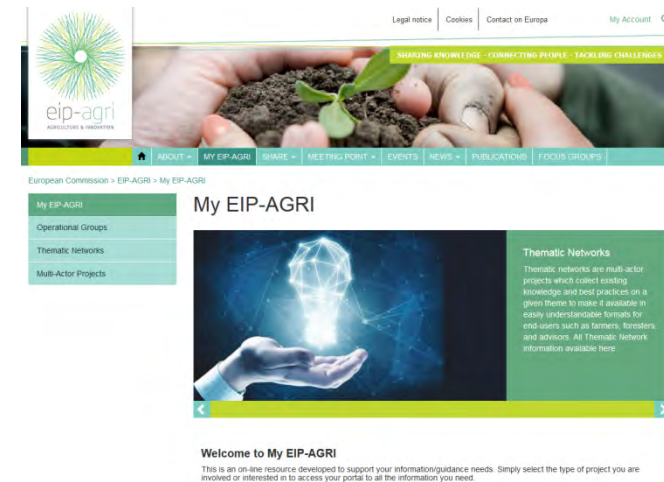 Legal notice Cookies Contact on Europa My Account
SHARING KNOWLEDGE - CONNECTING PEOPLE - TACKLING CHALLENGES
eip-agri
AGRICULTURE & INNOVATION
ABOUT MY EIP-AGRI SHARE MEETING POINT EVENTS NEWS PUBLICATIONS FOCUS GROUPS
European Commission > EIP-AGRI > My EIP-AGRI
My EIP-AGRI
Operational Groups
Thematic Networks
Multi-Actor Projects
My EIP-AGRI
Thematic Networks
Thematic networks are multi-actor
projects which collect existing
knowledge and best practices on a
given theme to make it available in
easily understandable formats for
end-users such as farmers, foresters
and advisors. All Thematic Network
information available here
Welcome to My EIP-AGRI
This is an on-line resource developed to support your information/guidance needs. Simply select the type of project you are
involved or interested in to access your portal to all the information you need.